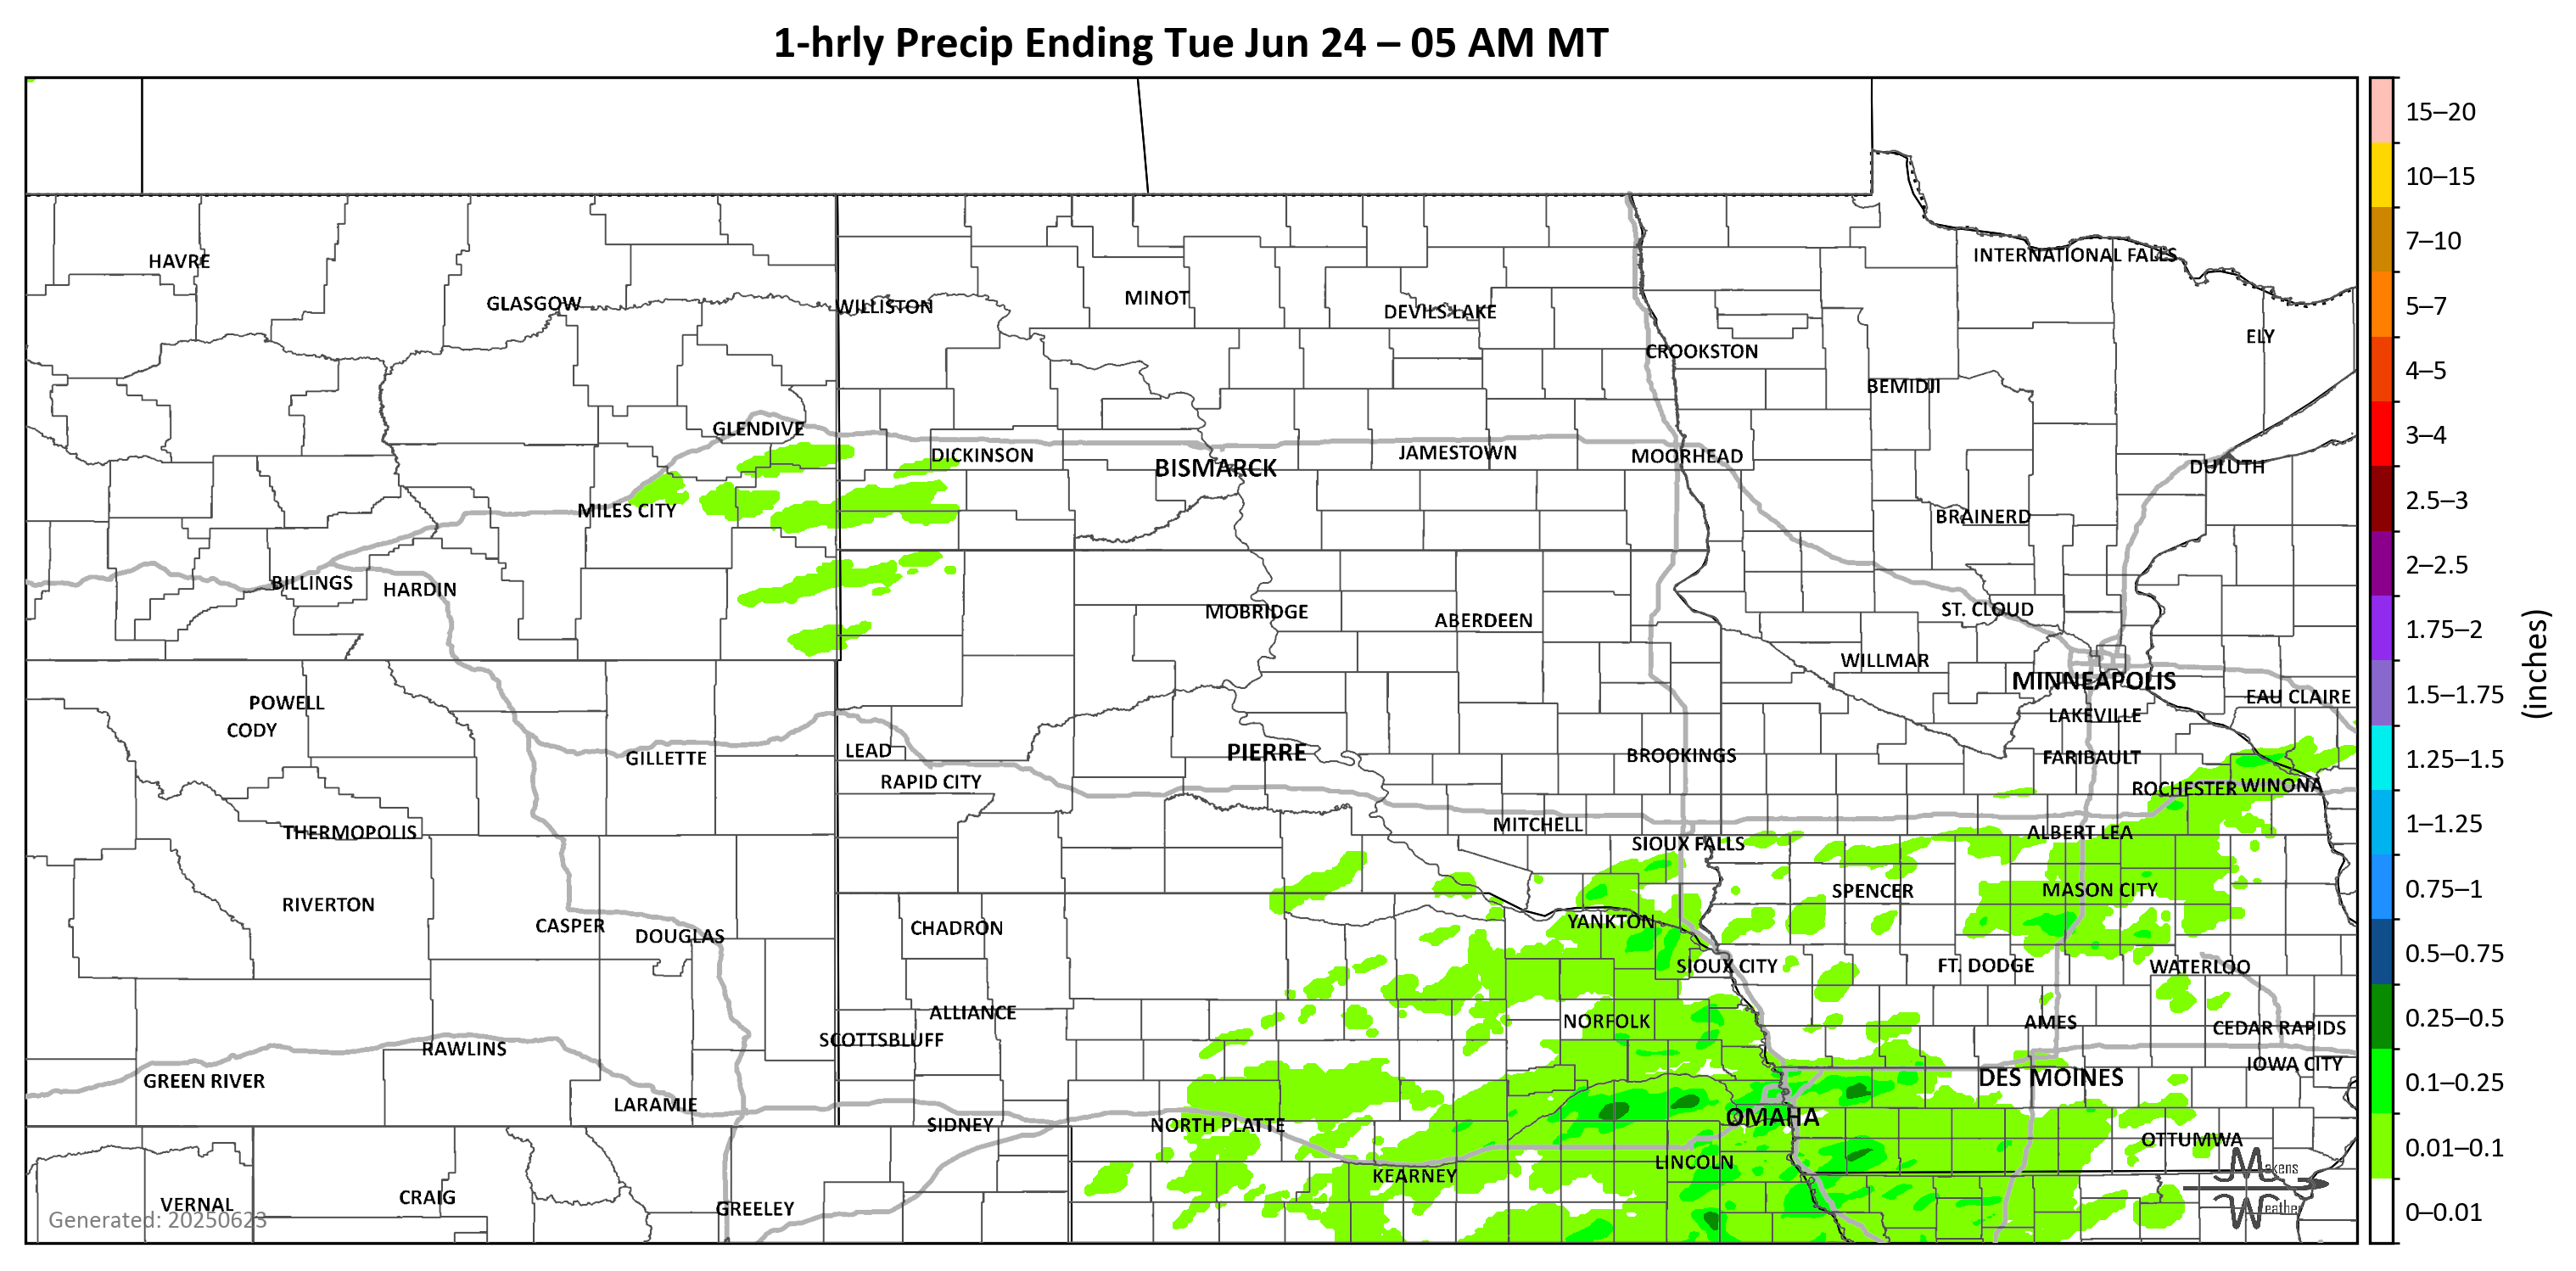 1-hrly Precip Ending Tue Jun 24 – 05 AM MT
15–20
10–15
7–10
5–7
4–5
3–4
2.5–3
2–2.5
1.75–2
1.5–1.75
1.25–1.5
1–1.25
0.75–1
0.5–0.75
0.25–0.5
0.1–0.25
0.01–0.1
0–0.01
(inches)
HAVRE
INTERNATIONAL FALLS
GLASGOW
WILLISTON
MINOT
DEVILS LAKE
ELY
CROOKSTON
BEMIDJI
GLENDIVE
DICKINSON
BISMARCK
JAMESTOWN
MOORHEAD
DULUTH
MILES CITY
BRAINERD
BILLINGS
HARDIN
MOBRIDGE
ABERDEEN
ST. CLOUD
WILLMAR
MINNEAPOLIS
EAU CLAIRE
POWELL
CODY
LAKEVILLE
GILLETTE
LEAD
PIERRE
BROOKINGS
FARIBAULT
RAPID CITY
ROCHESTER
WINONA
THERMOPOLIS
MITCHELL
SIOUX FALLS
ALBERT LEA
RIVERTON
SPENCER
MASON CITY
CASPER
DOUGLAS
CHADRON
YANKTON
SIOUX CITY
FT. DODGE
WATERLOO
ALLIANCE
NORFOLK
AMES
CEDAR RAPIDS
SCOTTSBLUFF
RAWLINS
IOWA CITY
GREEN RIVER
DES MOINES
LARAMIE
SIDNEY
NORTH PLATTE
OMAHA
OTTUMWA
LINCOLN
KEARNEY
VERNAL
CRAIG
GREELEY
Generated: 20250623
Makens
Weather